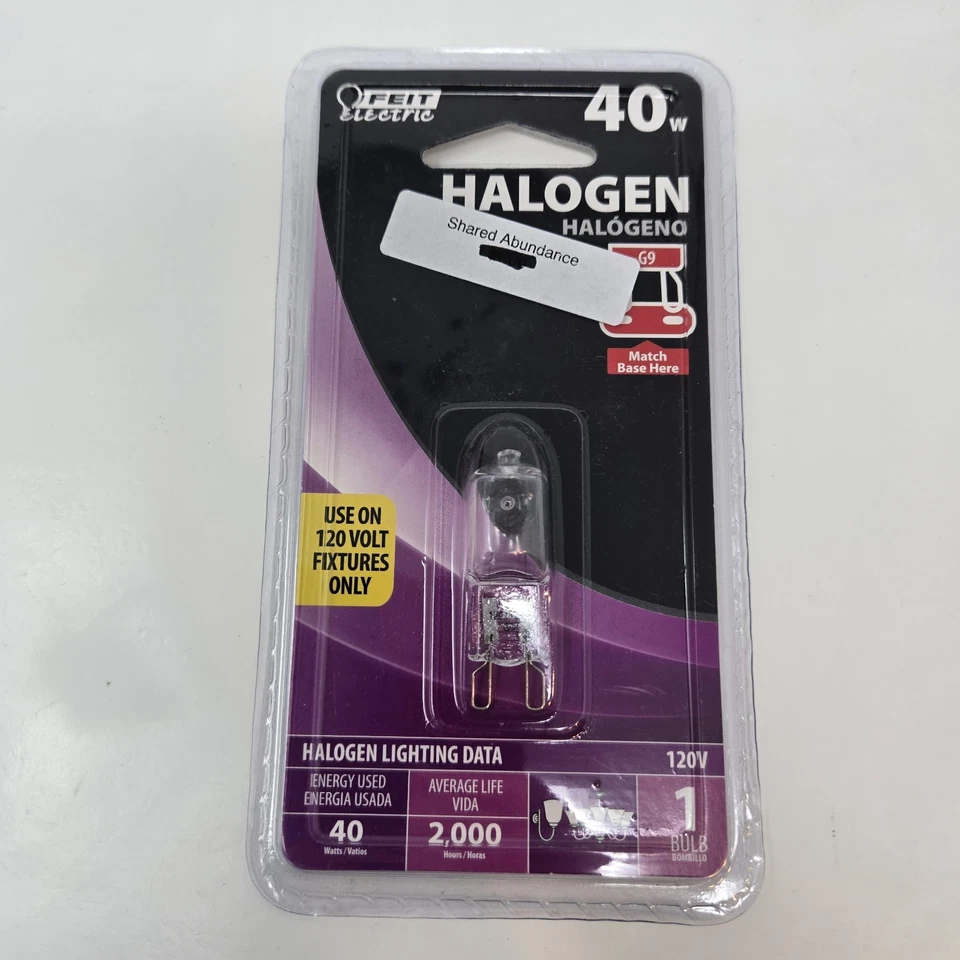 FEIT
electric
40w
HALOGEN
HALÓGENO
Shared Abundance
G9
Match
Base Here
USE ON
120 VOLT
FIXTURES
ONLY
HALOGEN LIGHTING DATA
120V
ENERGY USED
ENERGIA USADA
40
Watts / Vatios
AVERAGE LIFE
VIDA
2,000
Hours / Horas
1
BULB
BOMBILLO